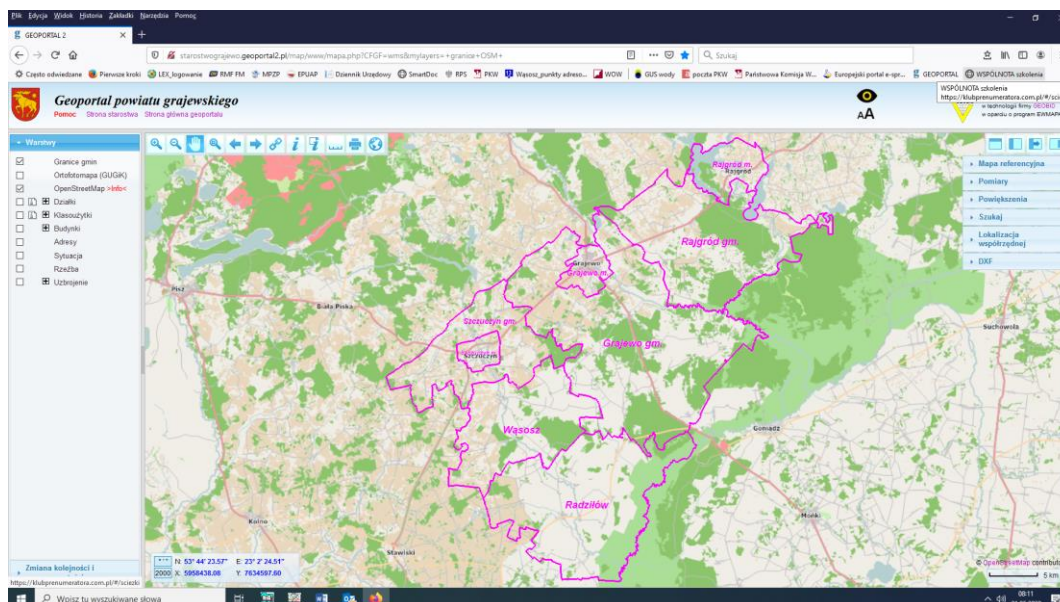 Plik Edycja Widok Historia Zakładki Narzędzia Pomoc
GEOPORTAL 2
starostwograjewo.geoportal2.pl/map/www/mapa.php?CFGF=wms&mylayers=+granice+OSM+
Szukaj
Często odwiedzane Pierwsze kroki LEX_logowanie RMF FM MPZP EPUAP Dziennik Urzędowy SmartDoc RPS PKW Wąsosz_punkty adreso... WOW GUS wody poczta PKW Państwowa Komisja W... Europejski portal e-spr... GEOPORTAL WSPÓLNOTA szkolenia
WSPÓLNOTA szkolenia
https://klubprenumeratora.com.pl/#/sciez
Geoportal powiatu grajewskiego
Pomoc Strona starostwa Strona główna geoportalu
AA
w technologii firmy GEOBID
w oparciu o program EWMAPA
Warstwy
Granice gmin
Ortofotomapa (GUGiK)
OpenStreetMap >Info<
Działki
Klasoużytki
Budynki
Adresy
Sytuacja
Rzeźba
Uzbrojenie
Mapa referencyjna
Pomiary
Powiększenia
Szukaj
Lokalizacja
współrzędnej
DXF
Rajgród m.
Rajgród
Rajgród gm.
Grajewo
Grajewo m.
Pisz
Biała Piska
Szczuczyn gm.
Szczuczyn
Grajewo gm.
Suchowola
Wąsosz
Goniądz
Radziłów
Mońki
Kolno
Stawiski
Zmiana kolejności i
N: 53° 44' 23.57" E: 23° 2' 24.51"
2000 X: 5956438.06 Y: 7634597.60
© OpenStreetMap contributo
5 km
https://klubprenumeratora.com.pl/#/sciezki
Wpisz tu wyszukiwane słowa
08:11